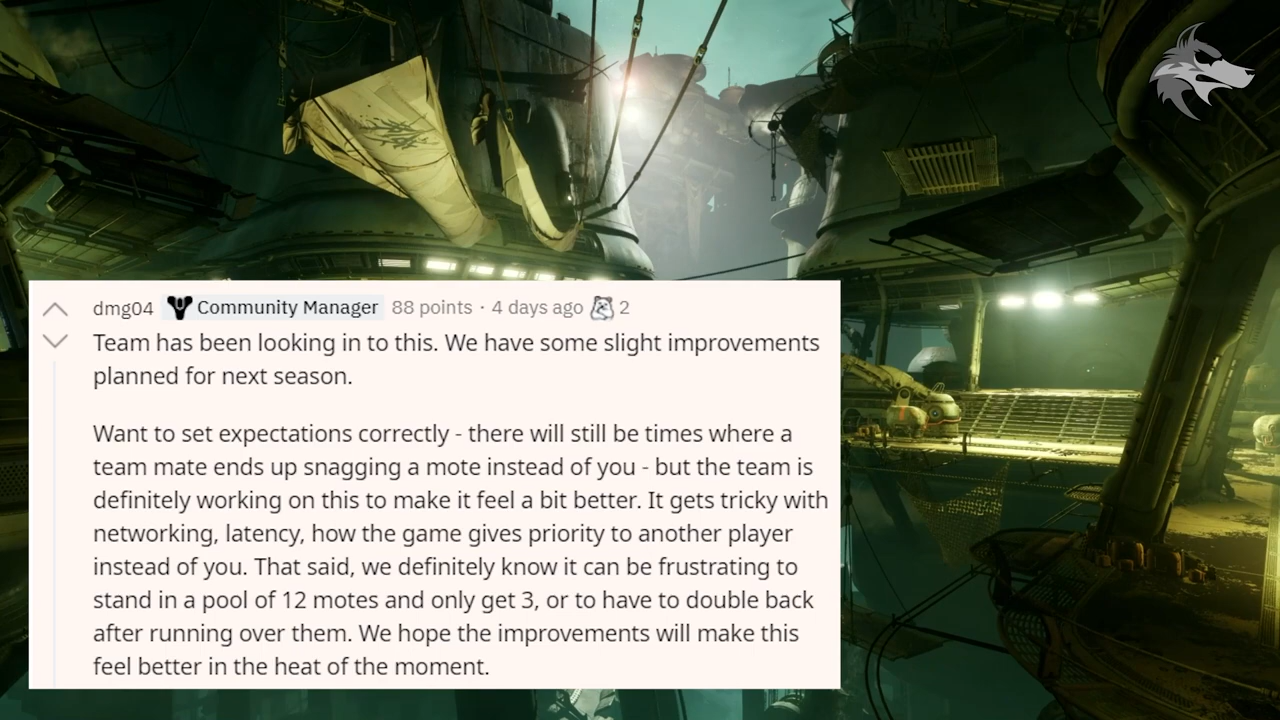 dmg04 Community Manager 88 points · 4 days ago 2
Team has been looking in to this. We have some slight improvements
planned for next season.
Want to set expectations correctly - there will still be times where a
team mate ends up snagging a mote instead of you - but the team is
definitely working on this to make it feel a bit better. It gets tricky with
networking, latency, how the game gives priority to another player
instead of you. That said, we definitely know it can be frustrating to
stand in a pool of 12 motes and only get 3, or to have to double back
after running over them. We hope the improvements will make this
feel better in the heat of the moment.